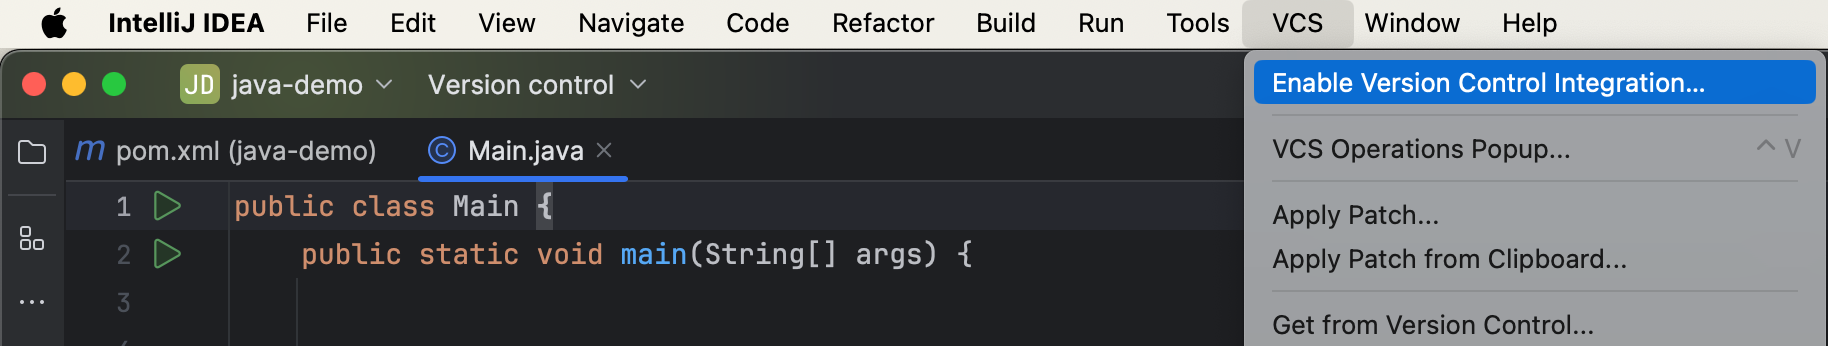 IntelliJ IDEA File Edit View Navigate Code Refactor Build Run Tools VCS Window Help
JD java-demo Version control
Enable Version Control Integration...
VCS Operations Popup... ^ V
Apply Patch...
Apply Patch from Clipboard...
Get from Version Control...
m pom.xml (java-demo) C Main.java ×
1 public class Main {
2 public static void main(String[] args) {
3